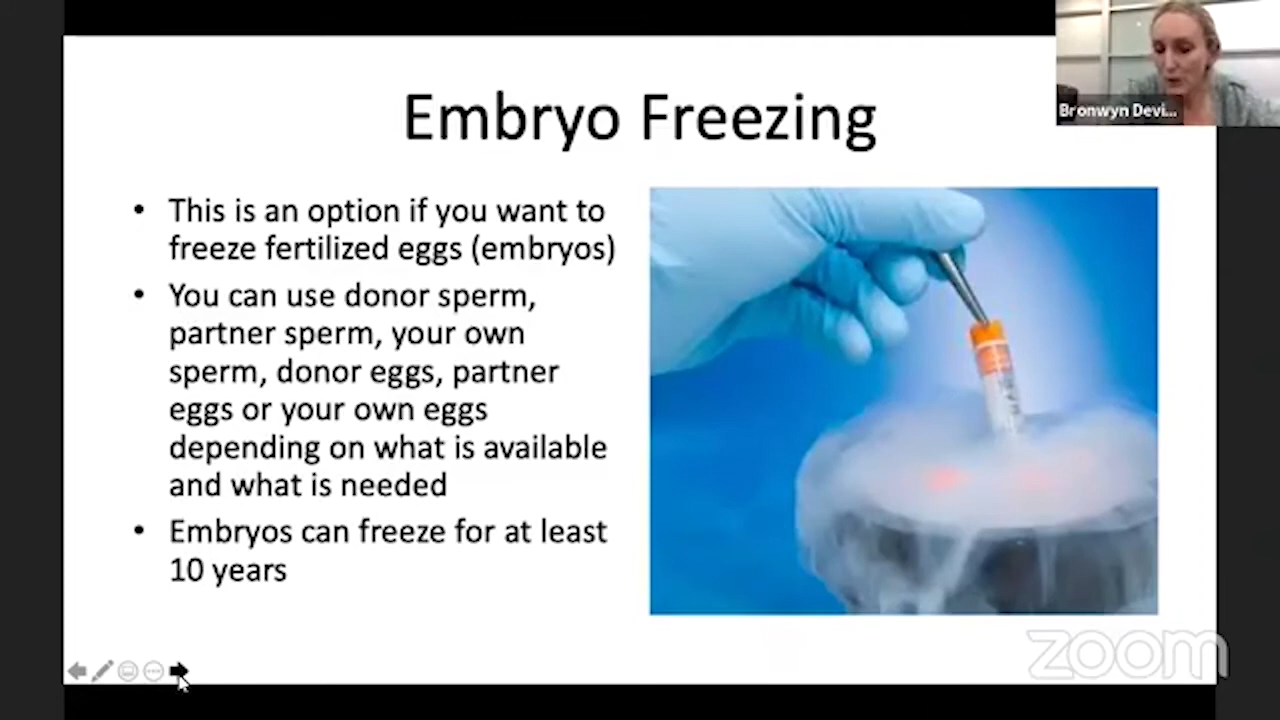 Embryo Freezing
Bronwyn Devi...
• This is an option if you want to
freeze fertilized eggs (embryos)
• You can use donor sperm,
partner sperm, your own
sperm, donor eggs, partner
eggs or your own eggs
depending on what is available
and what is needed
• Embryos can freeze for at least
10 years
zoom